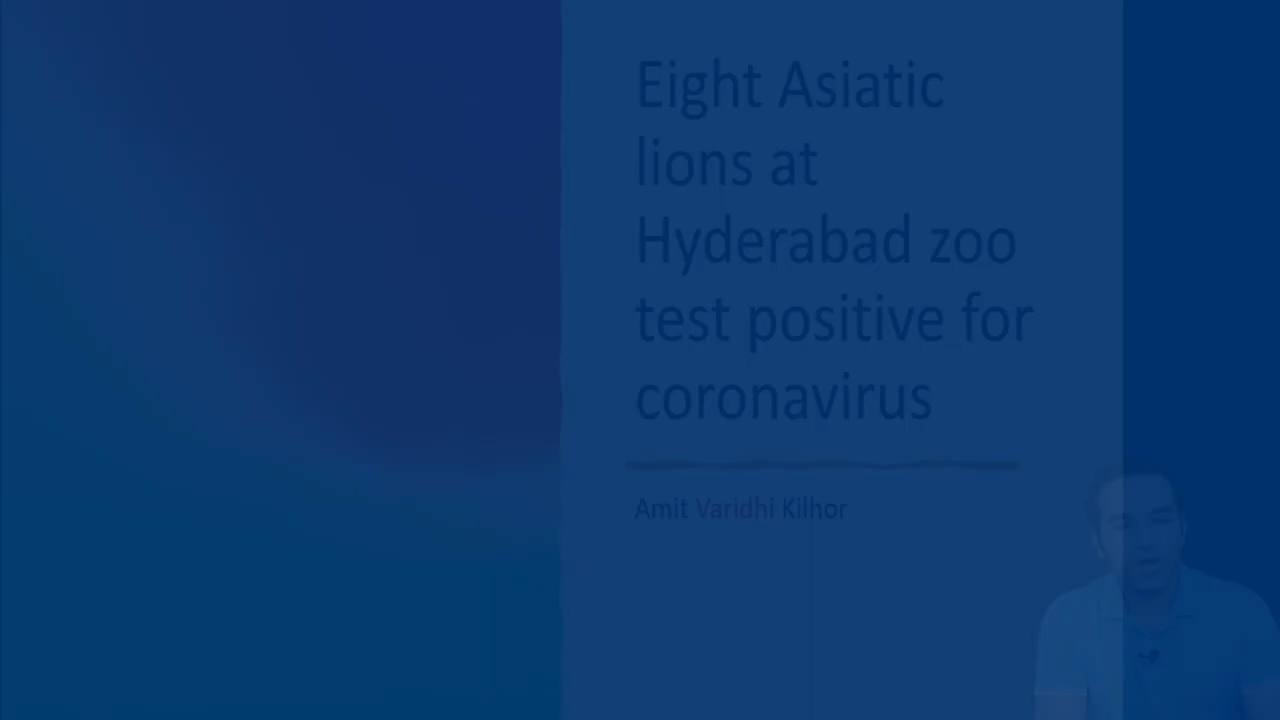 Eight Asiatic
lions at
Hyderabad zoo
test positive for
coronavirus
Amit Varidhi Kilhor